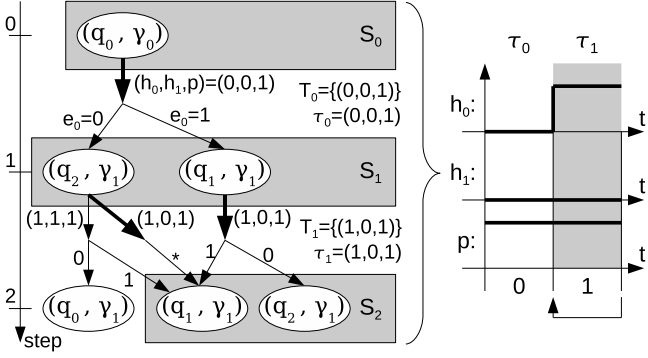 0
(q₀, γ₀)
S₀
(h₀,h₁,p)=(0,0,1)
T₀={(0,0,1)}
τ₀=(0,0,1)
e₀=0
e₀=1
1
(q₂, γ₁)
(q₁, γ₁)
S₁
(1,1,1)
(1,0,1)
(1,0,1)
T₁={(1,0,1)}
τ₁=(1,0,1)
0
1
*
1
0
2
(q₀, γ₁)
(q₁, γ₁)
(q₂, γ₁)
S₂
step
τ₀
τ₁
h₀:
t
h₁:
t
p:
t
0
1